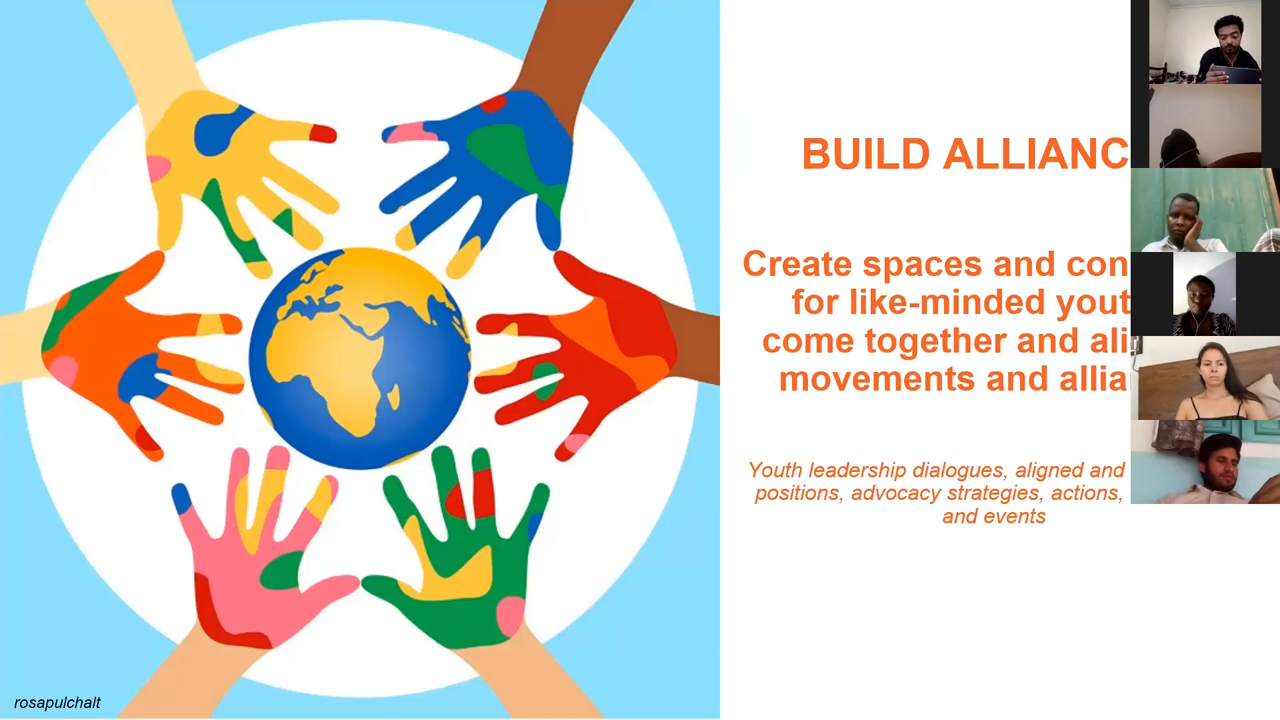 BUILD ALLIANC
Create spaces and con
for like-minded yout
come together and ali
movements and allia
Youth leadership dialogues, aligned and
positions, advocacy strategies, actions,
and events
rosapulchalt